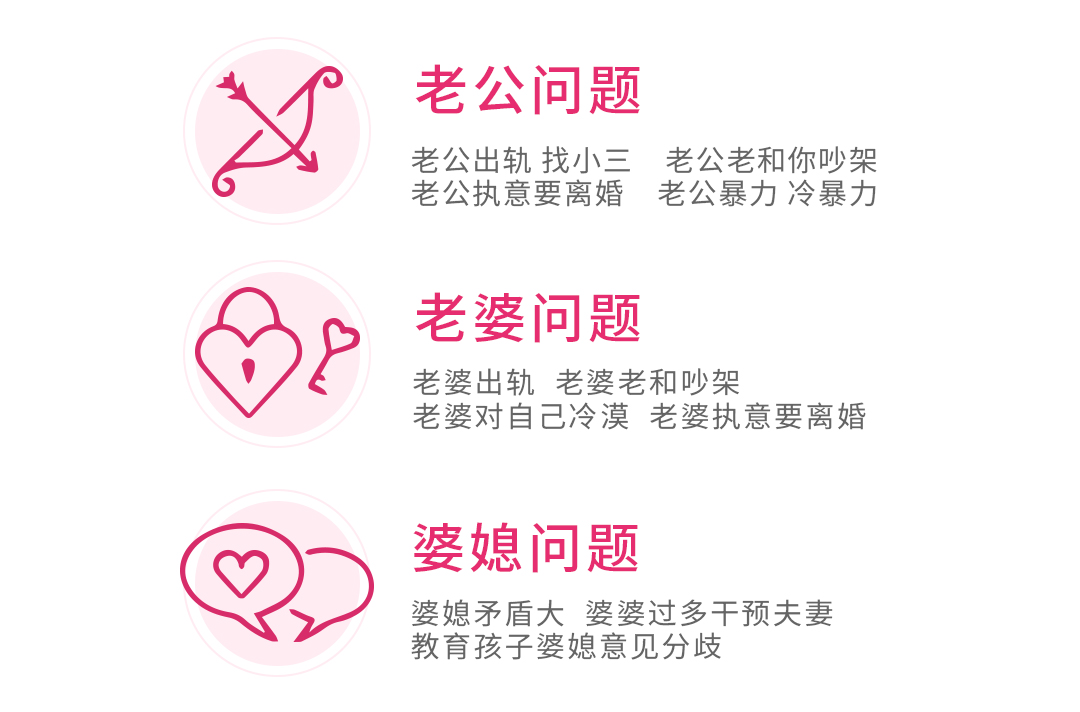 老公问题
老公出轨 找小三 老公老和你吵架
老公执意要离婚 老公暴力 冷暴力
老婆问题
老婆出轨 老婆老和吵架
老婆对自己冷漠 老婆执意要离婚
婆媳问题
婆媳矛盾大 婆婆过多干预夫妻
教育孩子婆媳意见分歧